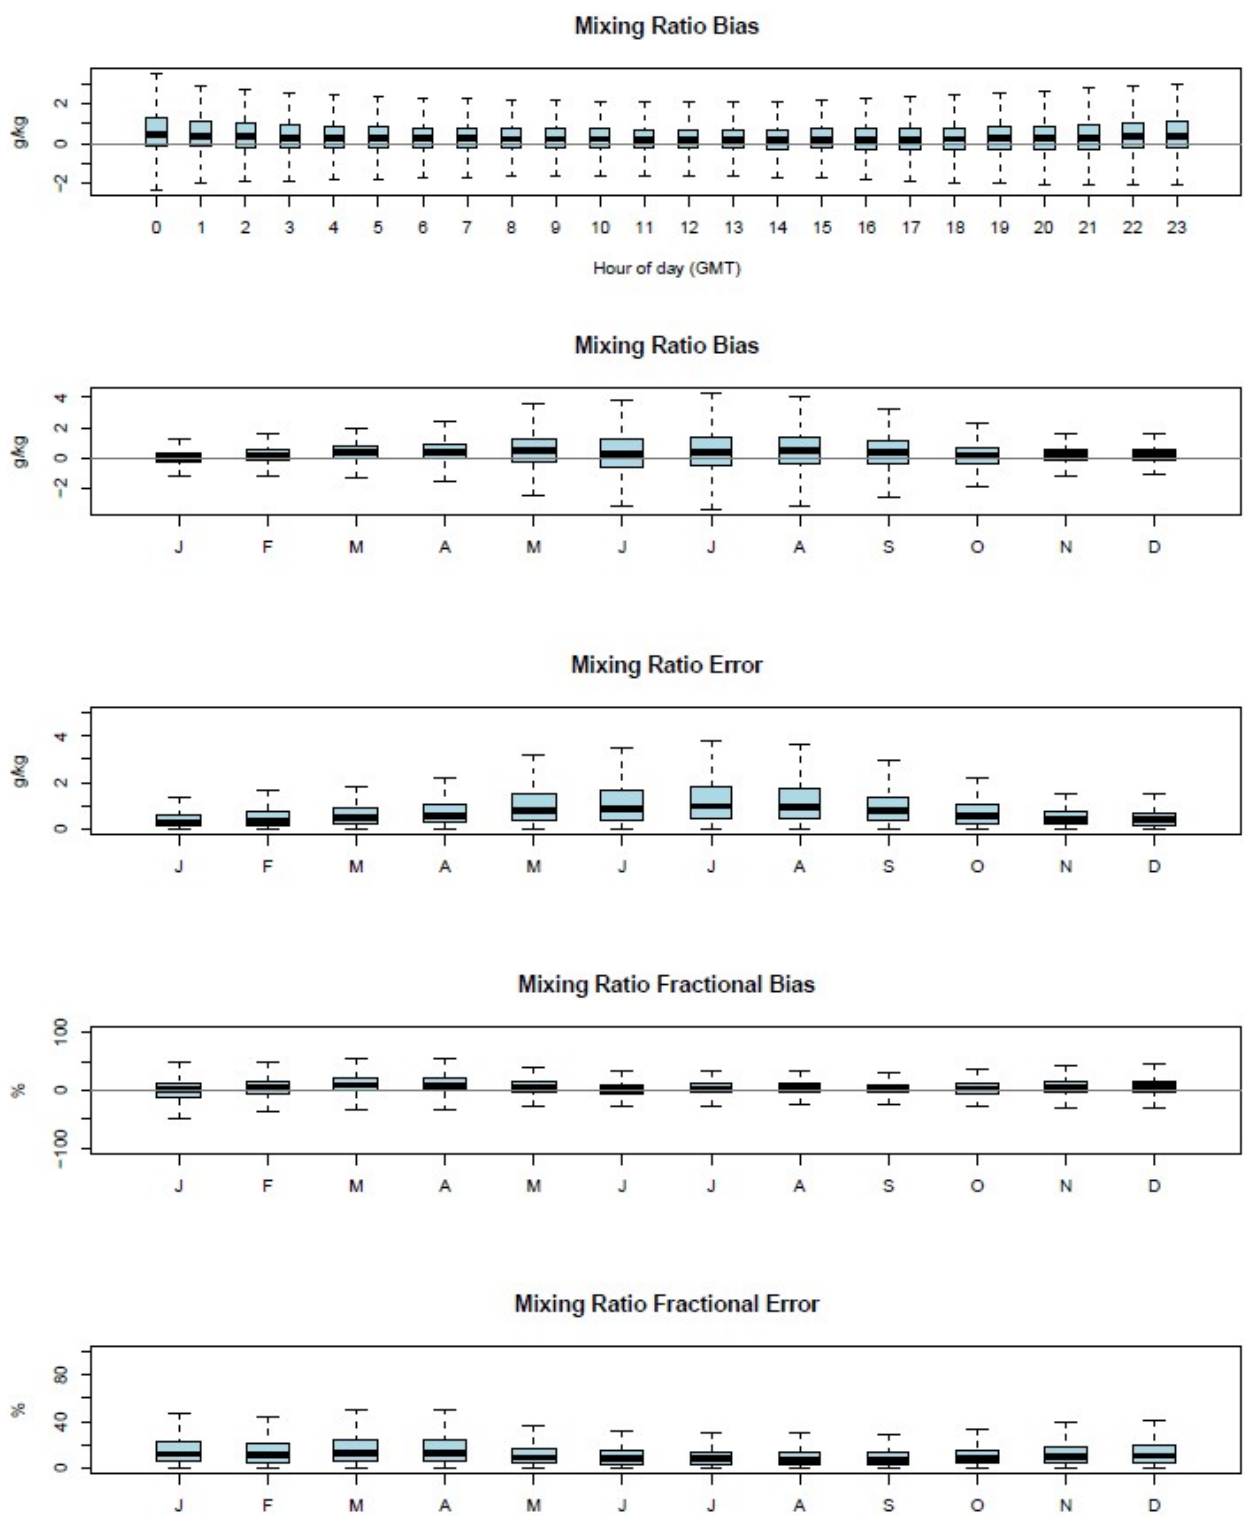 Mixing Ratio Bias
g/kg
2
0
−2
0 1 2 3 4 5 6 7 8 9 10 11 12 13 14 15 16 17 18 19 20 21 22 23
Hour of day (GMT)
Mixing Ratio Bias
g/kg
4
2
0
−2
J F M A M J J A S O N D
Mixing Ratio Error
g/kg
4
2
0
J F M A M J J A S O N D
Mixing Ratio Fractional Bias
%
100
0
−100
J F M A M J J A S O N D
Mixing Ratio Fractional Error
%
80
40
0
J F M A M J J A S O N D